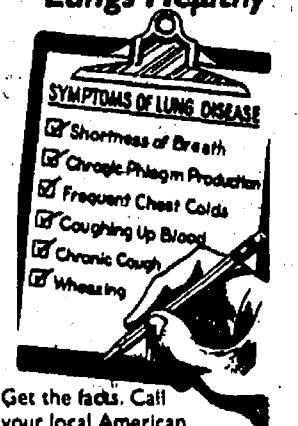 Lungs Healthy
SYMPTOMS OF LUNG DISEASE
Shortness of Breath
Chronic Phlegm Production
Frequent Chest Colds
Coughing Up Blood
Chronic Cough
Wheezing
Get the facts. Call
your local American